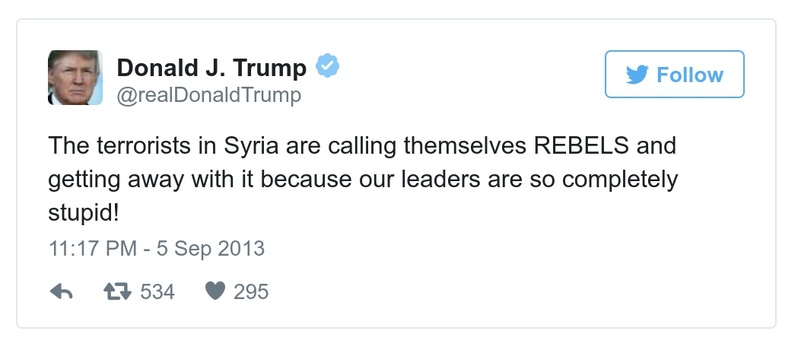 Donald J. Trump
@realDonaldTrump
Follow
The terrorists in Syria are calling themselves REBELS and
getting away with it because our leaders are so completely
stupid!
11:17 PM - 5 Sep 2013
534 295